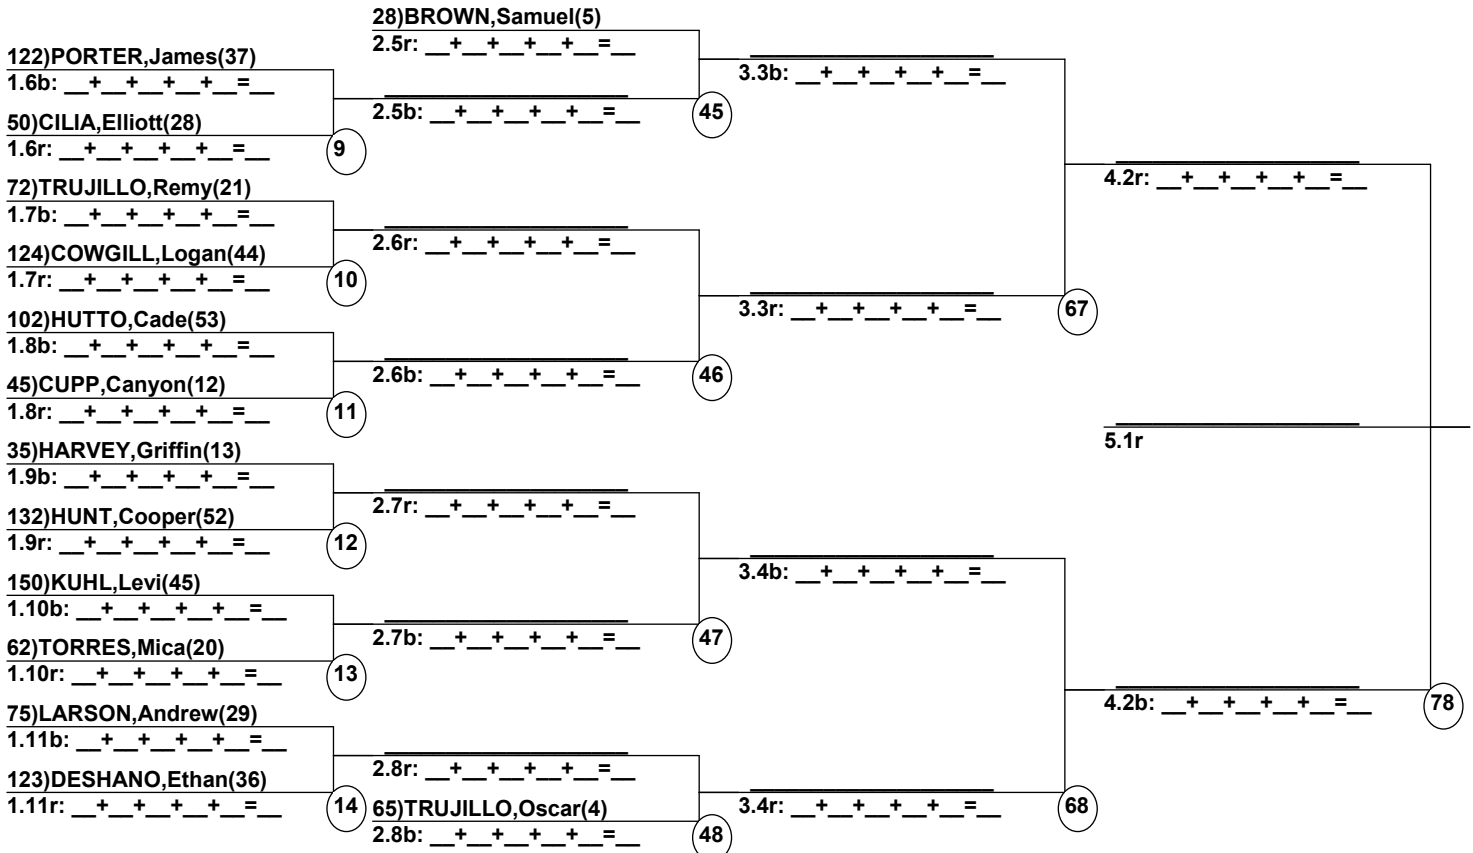 28)BROWN,Samuel(5)
2.5r: __+__+__+__+__=__
122)PORTER,James(37)
1.6b: __+__+__+__+__=__
3.3b: __+__+__+__+__=__
2.5b: __+__+__+__+__=__
45
50)CILIA,Elliott(28)
1.6r: __+__+__+__+__=__
9
4.2r: __+__+__+__+__=__
72)TRUJILLO,Remy(21)
1.7b: __+__+__+__+__=__
2.6r: __+__+__+__+__=__
124)COWGILL,Logan(44)
1.7r: __+__+__+__+__=__
10
3.3r: __+__+__+__+__=__
67
102)HUTTO,Cade(53)
1.8b: __+__+__+__+__=__
2.6b: __+__+__+__+__=__
46
45)CUPP,Canyon(12)
1.8r: __+__+__+__+__=__
11
5.1r
35)HARVEY,Griffin(13)
1.9b: __+__+__+__+__=__
2.7r: __+__+__+__+__=__
132)HUNT,Cooper(52)
1.9r: __+__+__+__+__=__
12
3.4b: __+__+__+__+__=__
150)KUHL,Levi(45)
1.10b: __+__+__+__+__=__
2.7b: __+__+__+__+__=__
47
62)TORRES,Mica(20)
1.10r: __+__+__+__+__=__
13
4.2b: __+__+__+__+__=__
78
75)LARSON,Andrew(29)
1.11b: __+__+__+__+__=__
2.8r: __+__+__+__+__=__
123)DESHANO,Ethan(36)
1.11r: __+__+__+__+__=__
14
65)TRUJILLO,Oscar(4)
2.8b: __+__+__+__+__=__
48
3.4r: __+__+__+__+__=__
68